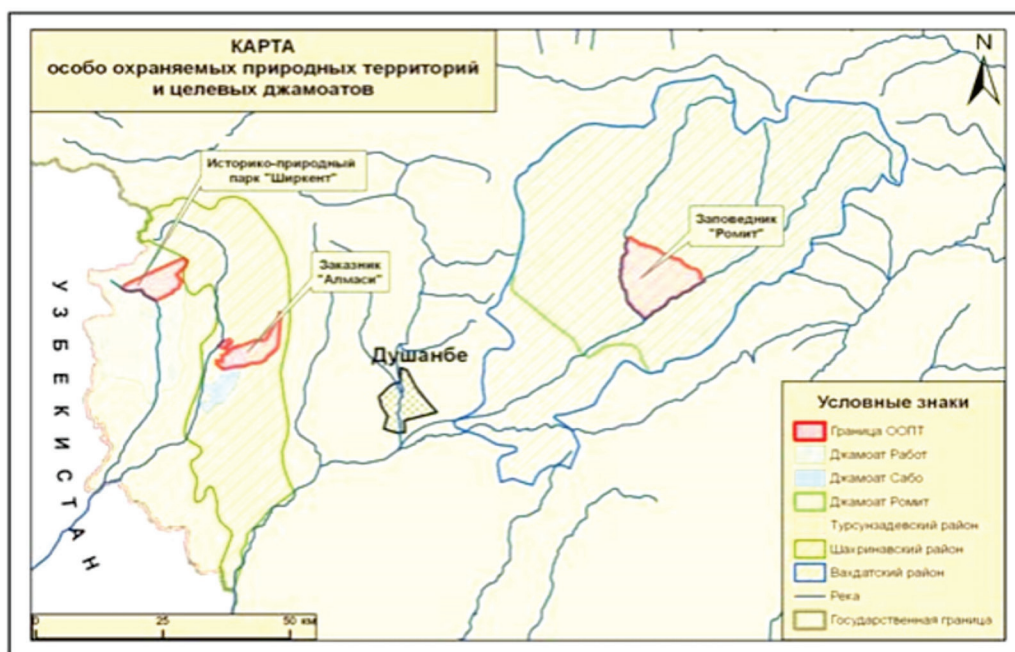 КАРТА
особо охраняемых природных территорий
и целевых джамоатов
N
Историко-природный
парк "Ширкент"
Заповедник
"Ромит"
Заказник
"Алмаси"
Душанбе
УЗБЕКИСТАН
Условные знаки
Граница ООПТ
Джамоат Работ
Джамоат Сабо
Джамоат Ромит
Турсунзадевский район
Шахринавский район
Вахдатский район
Река
Государственная граница
0 25 50 км